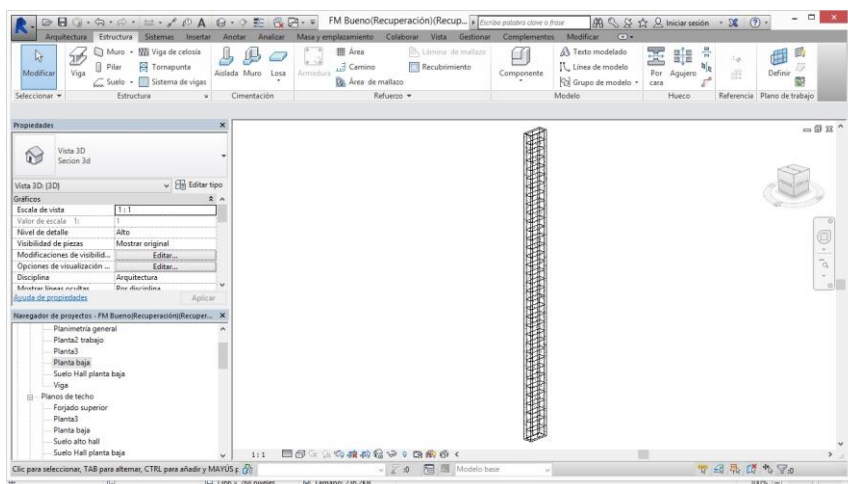 FM Bueno(Recuperación)(Recup...
Escriba palabra clave o frase
Iniciar sesión
Arquitectura Estructura Sistemas Insertar Anotar Analizar Masa y emplazamiento Colaborar Vista Gestionar Complementos Modificar
Modificar
Viga
Muro
Viga de celosía
Pilar
Tornapunta
Suelo
Sistema de vigas
Aislada Muro Losa
Armadura
Área
Camino
Área de mallazo
Lámina de mallazo
Recubrimiento
Componente
Texto modelado
Línea de modelo
Grupo de modelo
Por cara
Agujero
Definir
Seleccionar Estructura Cimentación Refuerzo Modelo Hueco Referencia Plano de trabajo
Propiedades
Vista 3D
Secion 3d
Vista 3D: {3D} Editar tipo
Gráficos
Escala de vista 1 : 1
Valor de escala 1: 1
Nivel de detalle Alto
Visibilidad de piezas Mostrar original
Modificaciones de visibilid... Editar...
Opciones de visualización ... Editar...
Disciplina Arquitectura
Mostrar líneas ocultas Por disciplina
Ayuda de propiedades Aplicar
Navegador de proyectos - FM Bueno(Recuperación)(Recuper...
Planimetría general
Planta2 trabajo
Planta3
Planta baja
Suelo Hall planta baja
Viga
Planos de techo
Forjado superior
Planta3
Planta baja
Suelo alto hall
Suelo Hall planta baja
1:1
Clic para seleccionar, TAB para alternar, CTRL para añadir y MAYÚS p
:0
Modelo base
:0